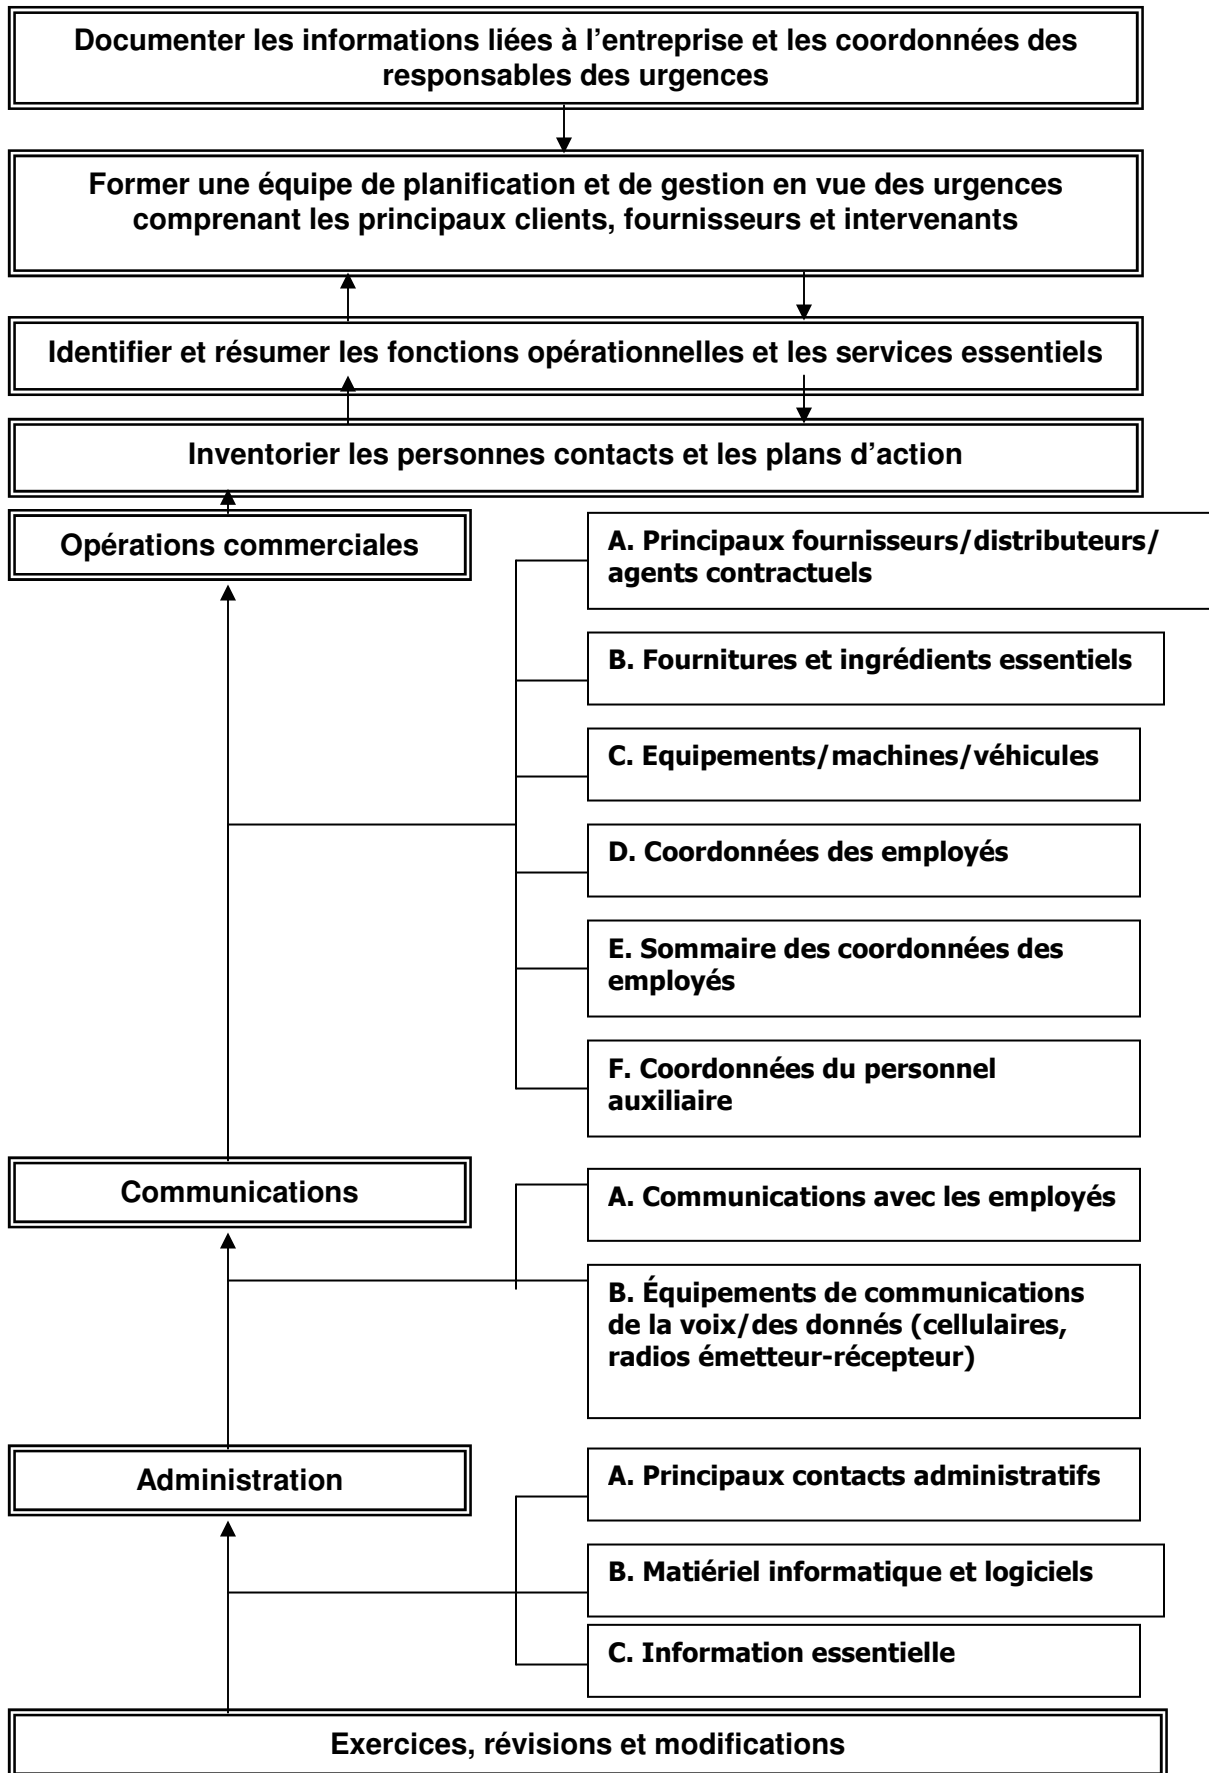 Documenter les informations liées à l’entreprise et les coordonnées des
responsables des urgences
Former une équipe de planification et de gestion en vue des urgences
comprenant les principaux clients, fournisseurs et intervenants
Identifier et résumer les fonctions opérationnelles et les services essentiels
Inventorier les personnes contacts et les plans d’action
Opérations commerciales
A. Principaux fournisseurs/distributeurs/
agents contractuels
B. Fournitures et ingrédients essentiels
C. Equipements/machines/véhicules
D. Coordonnées des employés
E. Sommaire des coordonnées des
employés
F. Coordonnées du personnel
auxiliaire
Communications
A. Communications avec les employés
B. Équipements de communications
de la voix/des donnés (cellulaires,
radios émetteur-récepteur)
Administration
A. Principaux contacts administratifs
B. Matiériel informatique et logiciels
C. Information essentielle
Exercices, révisions et modifications